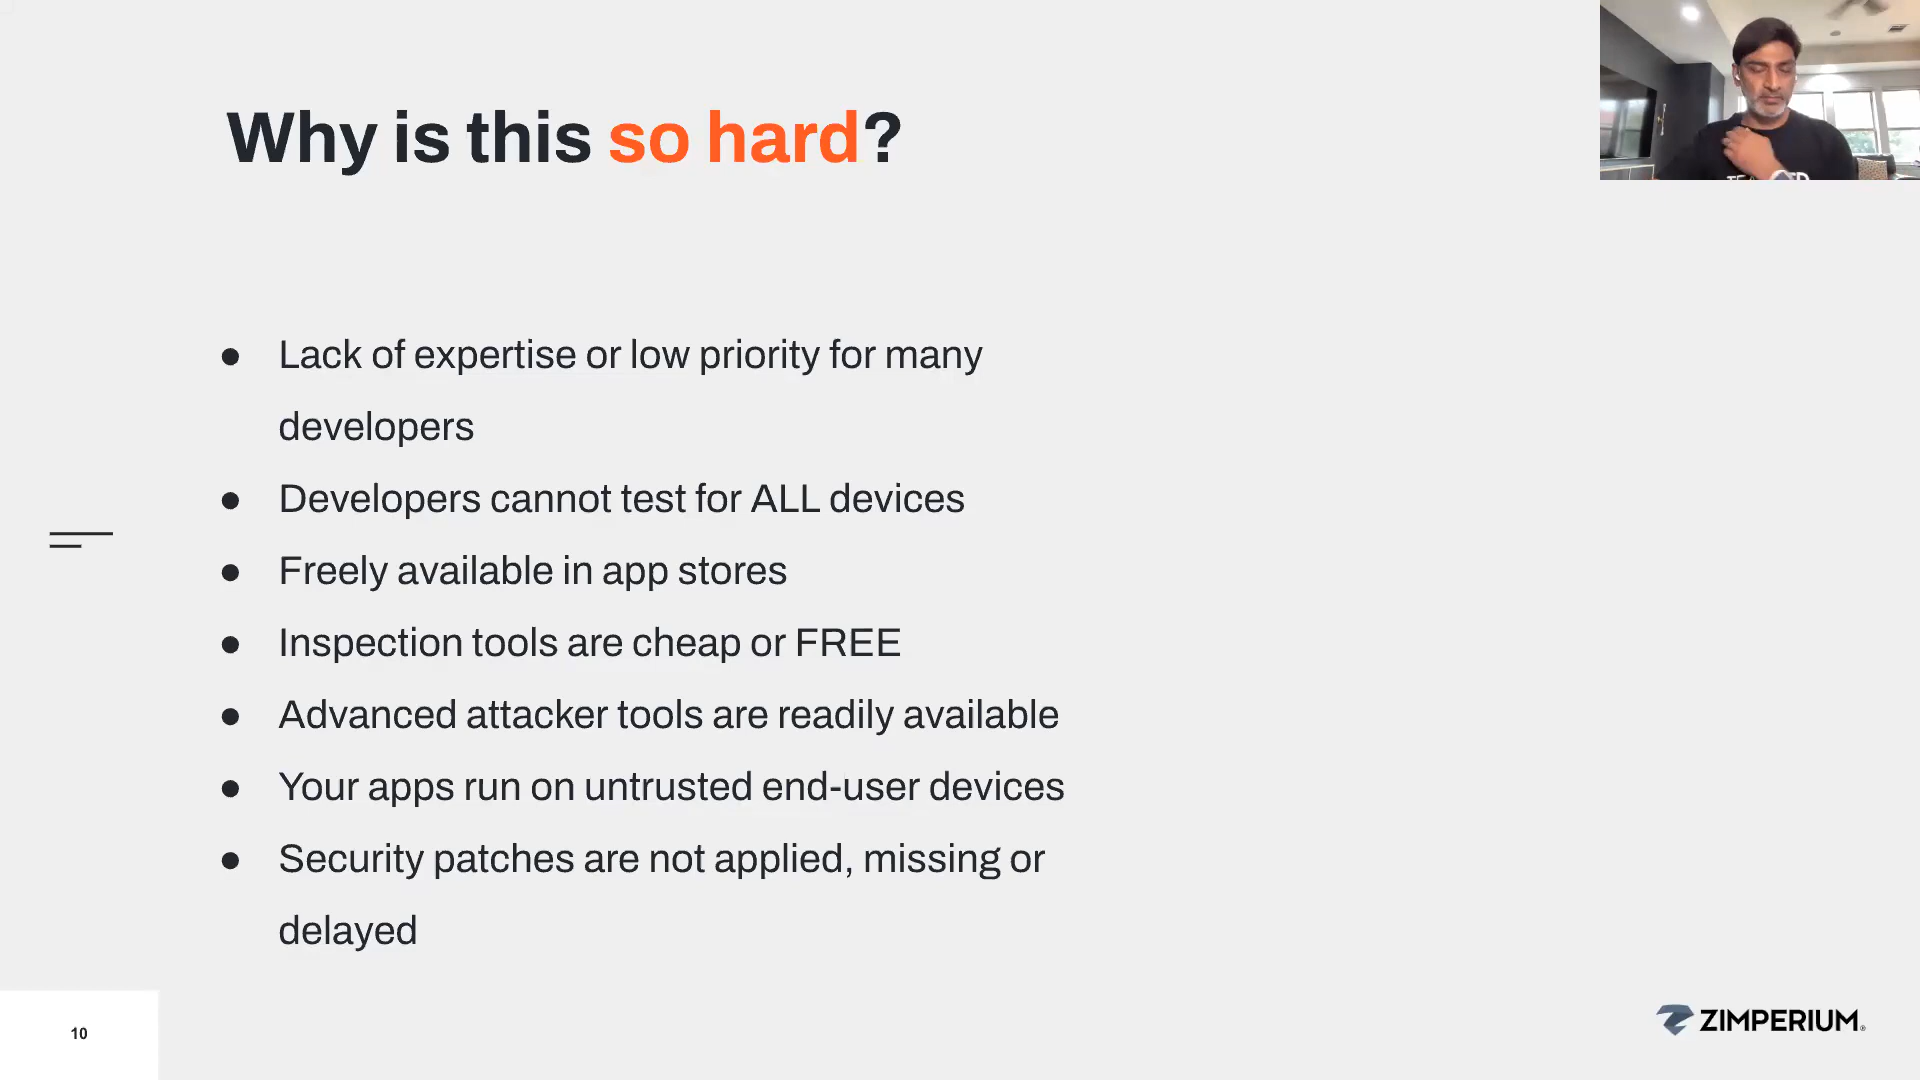 Why is this so hard?
● Lack of expertise or low priority for many
developers
● Developers cannot test for ALL devices
● Freely available in app stores
● Inspection tools are cheap or FREE
● Advanced attacker tools are readily available
● Your apps run on untrusted end-user devices
● Security patches are not applied, missing or
delayed
10
ZIMPERIUM®